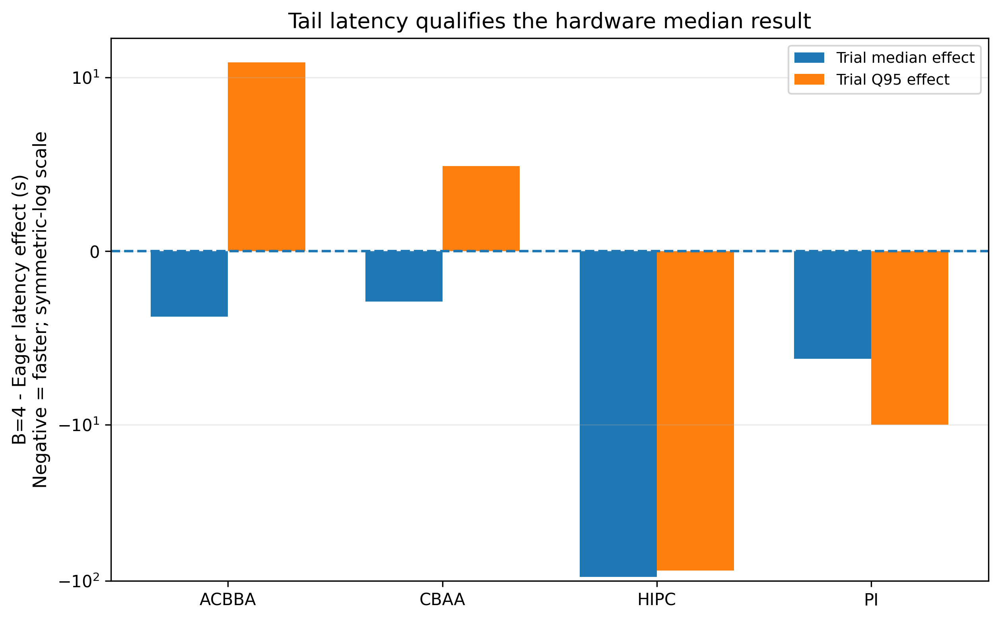 Tail latency qualifies the hardware median result
Trial median effect
Trial Q95 effect
B=4 - Eager latency effect (s)
Negative = faster; symmetric-log scale
10¹
0
−10¹
−10²
ACBBA
CBAA
HIPC
PI